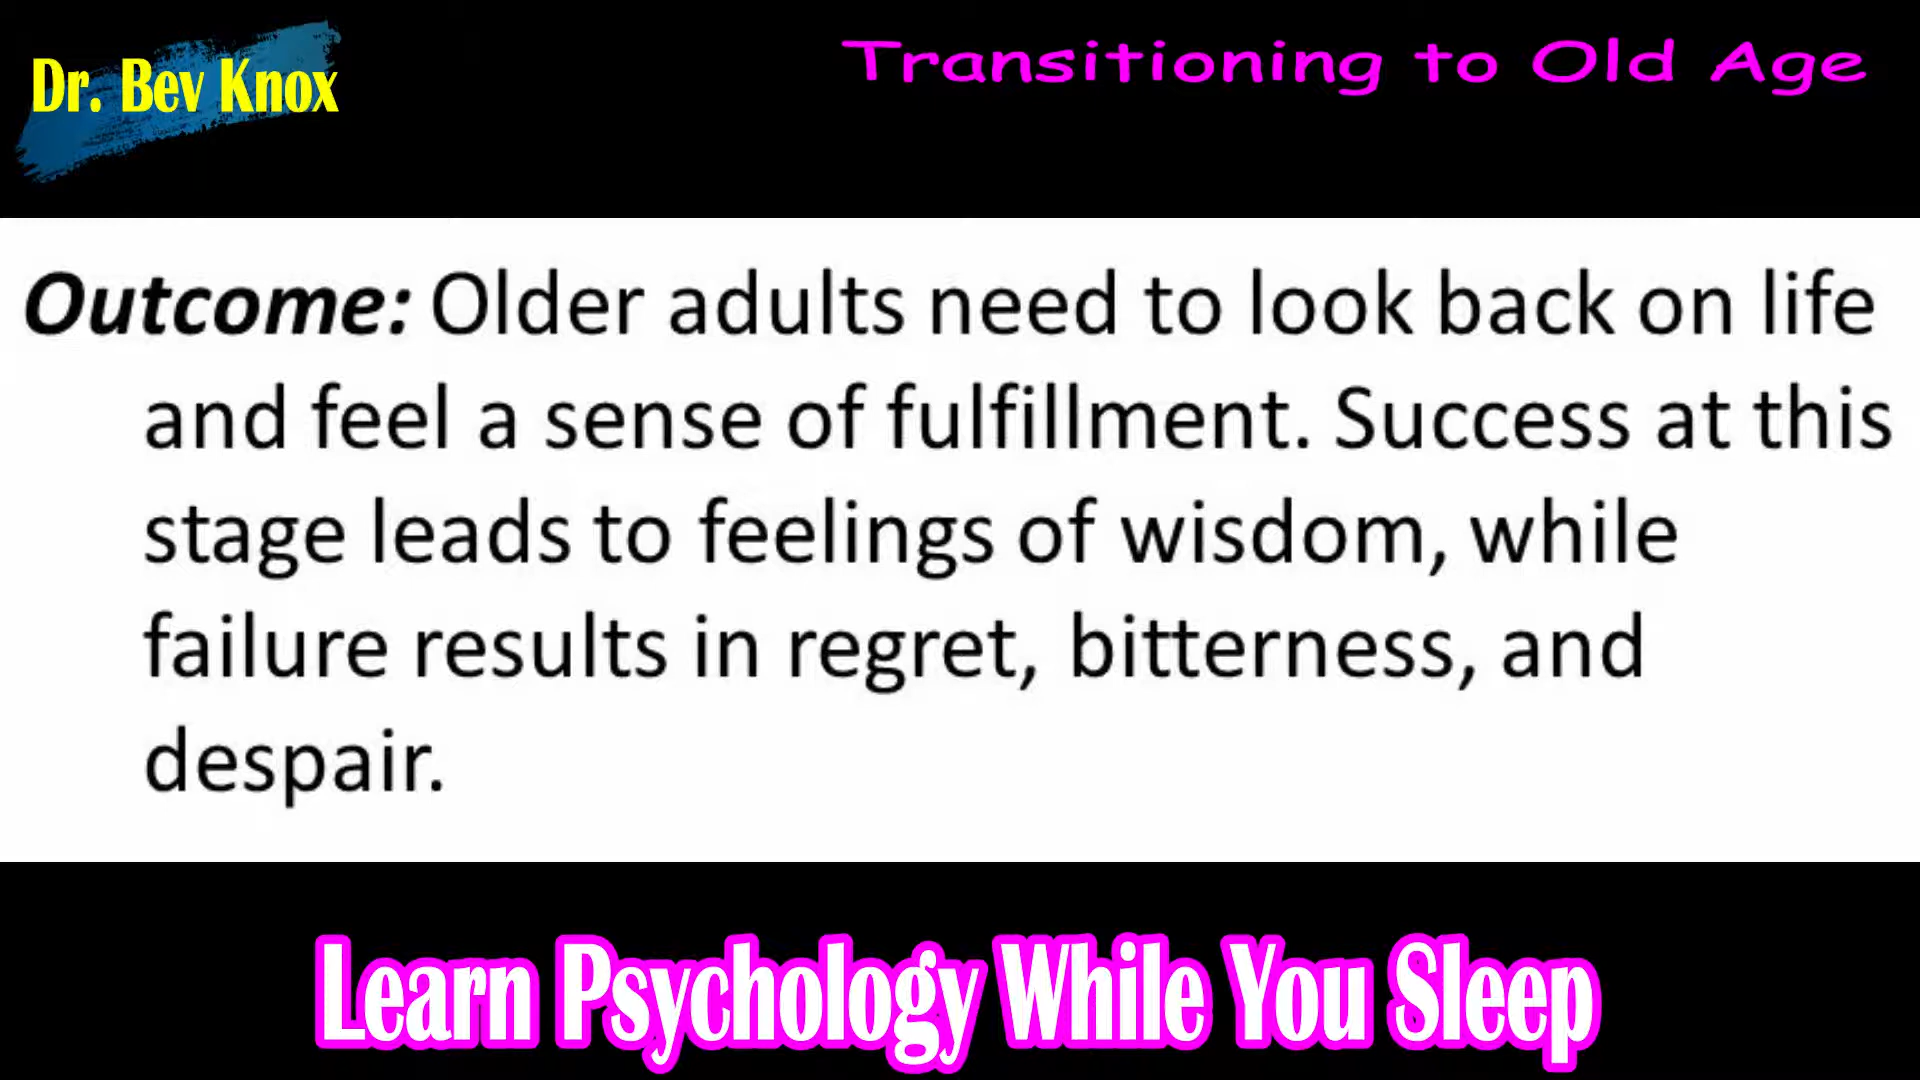 Dr. Bev Knox
Transitioning to Old Age
Outcome: Older adults need to look back on life
and feel a sense of fulfillment. Success at this
stage leads to feelings of wisdom, while
failure results in regret, bitterness, and
despair.
Learn Psychology While You Sleep